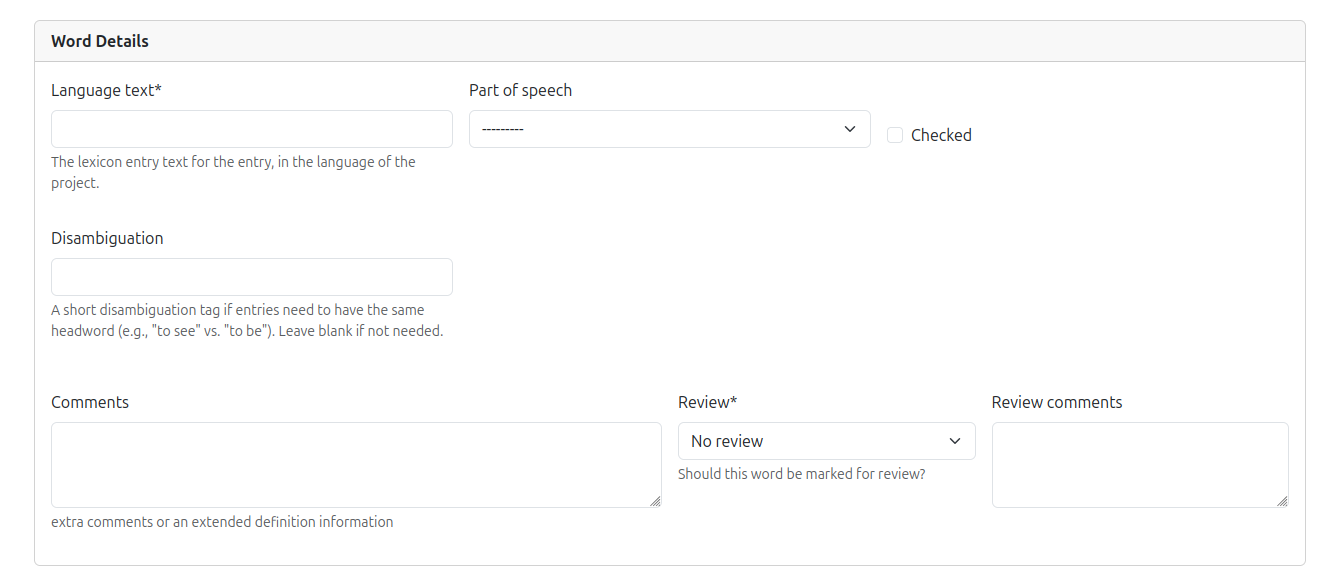 Word Details
Language text*
Part of speech
---------
Checked
The lexicon entry text for the entry, in the language of the
project.
Disambiguation
A short disambiguation tag if entries need to have the same
headword (e.g., "to see" vs. "to be"). Leave blank if not needed.
Comments
Review*
Review comments
No review
Should this word be marked for review?
extra comments or an extended definition information